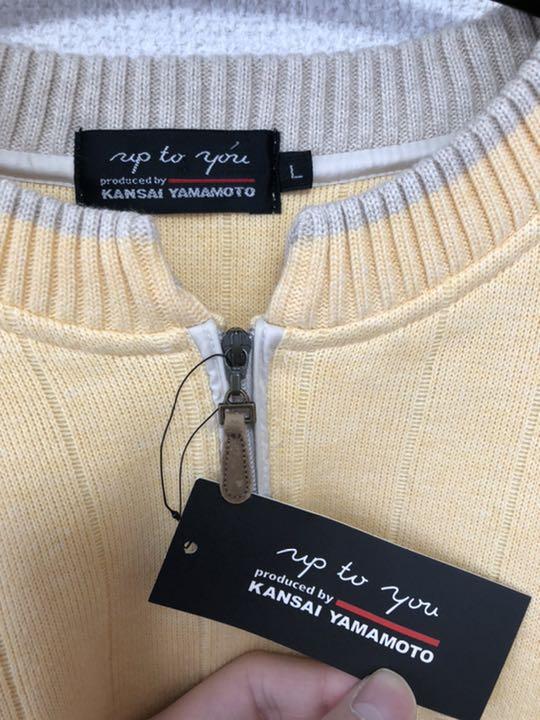 up to you
produced by
KANSAI YAMAMOTO
L
up to you
produced by
KANSAI YAMAMOTO